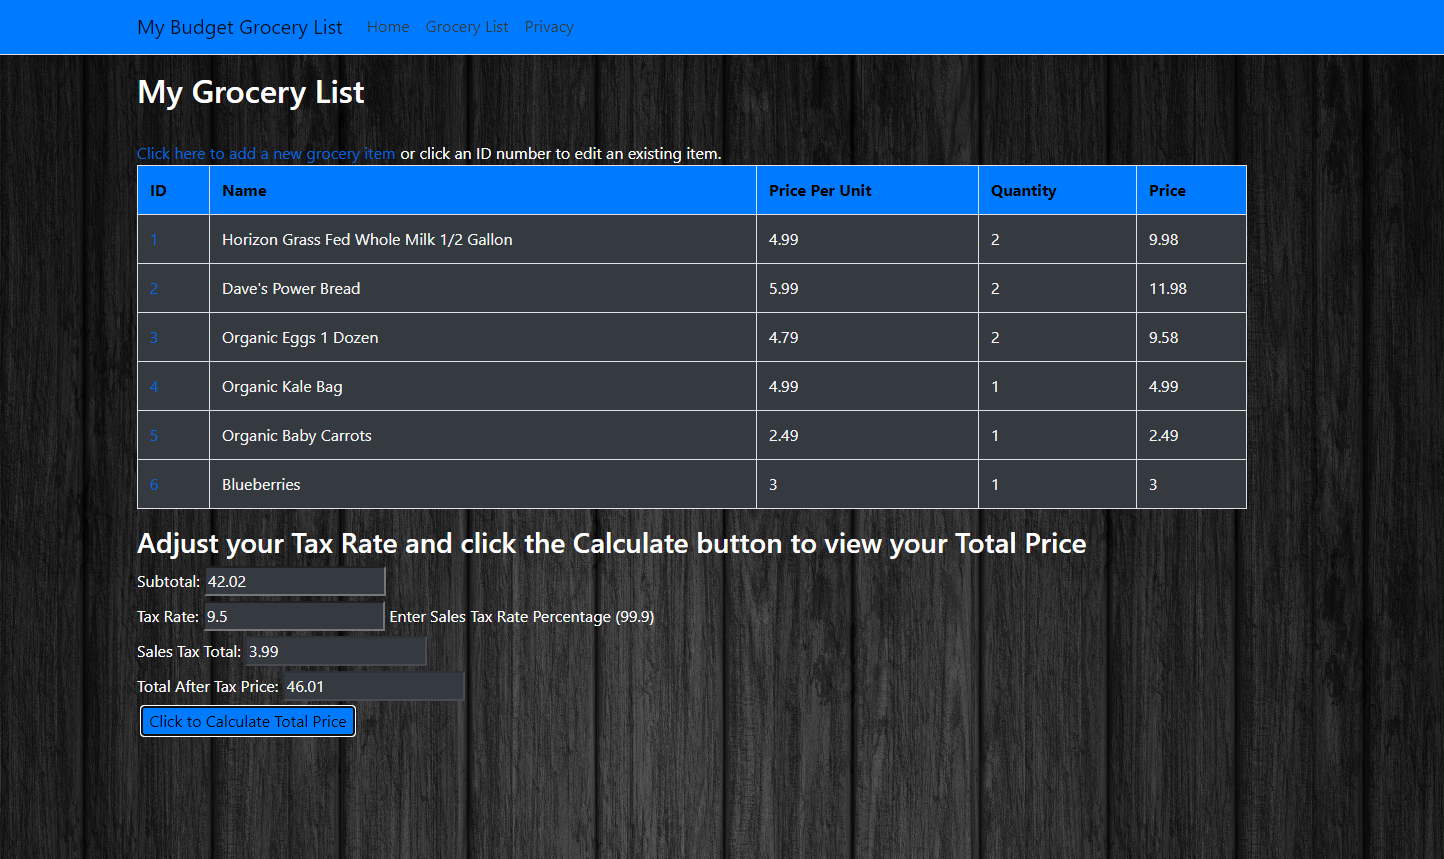 My Budget Grocery List Home Grocery List Privacy
My Grocery List
Click here to add a new grocery item or click an ID number to edit an existing item.
ID Name Price Per Unit Quantity Price
1 Horizon Grass Fed Whole Milk 1/2 Gallon 4.99 2 9.98
2 Dave's Power Bread 5.99 2 11.98
3 Organic Eggs 1 Dozen 4.79 2 9.58
4 Organic Kale Bag 4.99 1 4.99
5 Organic Baby Carrots 2.49 1 2.49
6 Blueberries 3 1 3
Adjust your Tax Rate and click the Calculate button to view your Total Price
Subtotal: 42.02
Tax Rate: 9.5 Enter Sales Tax Rate Percentage (99.9)
Sales Tax Total: 3.99
Total After Tax Price: 46.01
Click to Calculate Total Price